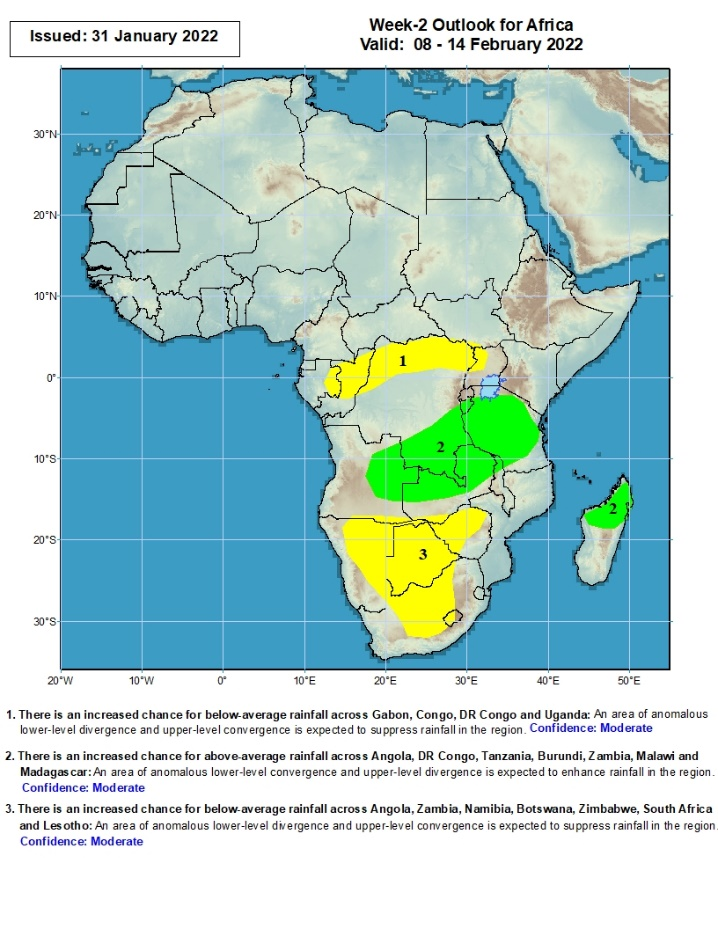 Issued: 31 January 2022
Week-2 Outlook for Africa
Valid: 08 - 14 February 2022
30°N
20°N
10°N
0°
10°S
20°S
30°S
1
2
2
3
20°W
10°W
0°
10°E
20°E
30°E
40°E
50°E
1. There is an increased chance for below-average rainfall across Gabon, Congo, DR Congo and Uganda: An area of anomalous
lower-level divergence and upper-level convergence is expected to suppress rainfall in the region. Confidence: Moderate
2. There is an increased chance for above-average rainfall across Angola, DR Congo, Tanzania, Burundi, Zambia, Malawi and
Madagascar: An area of anomalous lower-level convergence and upper-level divergence is expected to enhance rainfall in the region.
Confidence: Moderate
3. There is an increased chance for below-average rainfall across Angola, Zambia, Namibia, Botswana, Zimbabwe, South Africa
and Lesotho: An area of anomalous lower-level divergence and upper-level convergence is expected to suppress rainfall in the region.
Confidence: Moderate